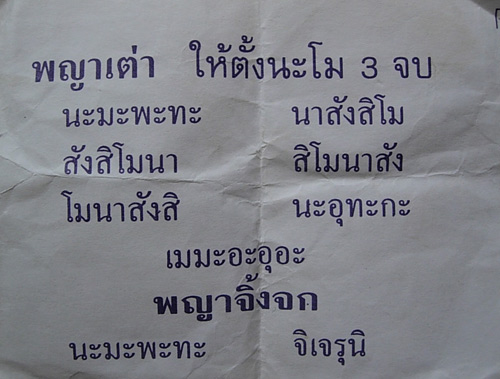 พญาเต่า ให้ตั้งนะโม 3 จบ
นะมะพะทะ นาสังสิโม
สังสิโมนา สิโมนาสัง
โมนาสังสิ นะอุทะกะ
เมมะอะอุอะ
พญาจิ้งจก
นะมะพะทะ จิเจรุนิ